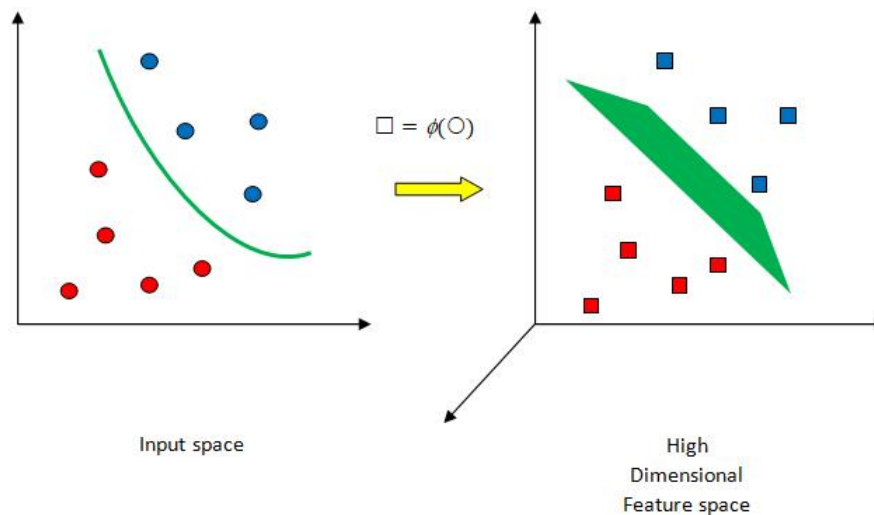 □ = ϕ(○)
Input space
High
Dimensional
Feature space